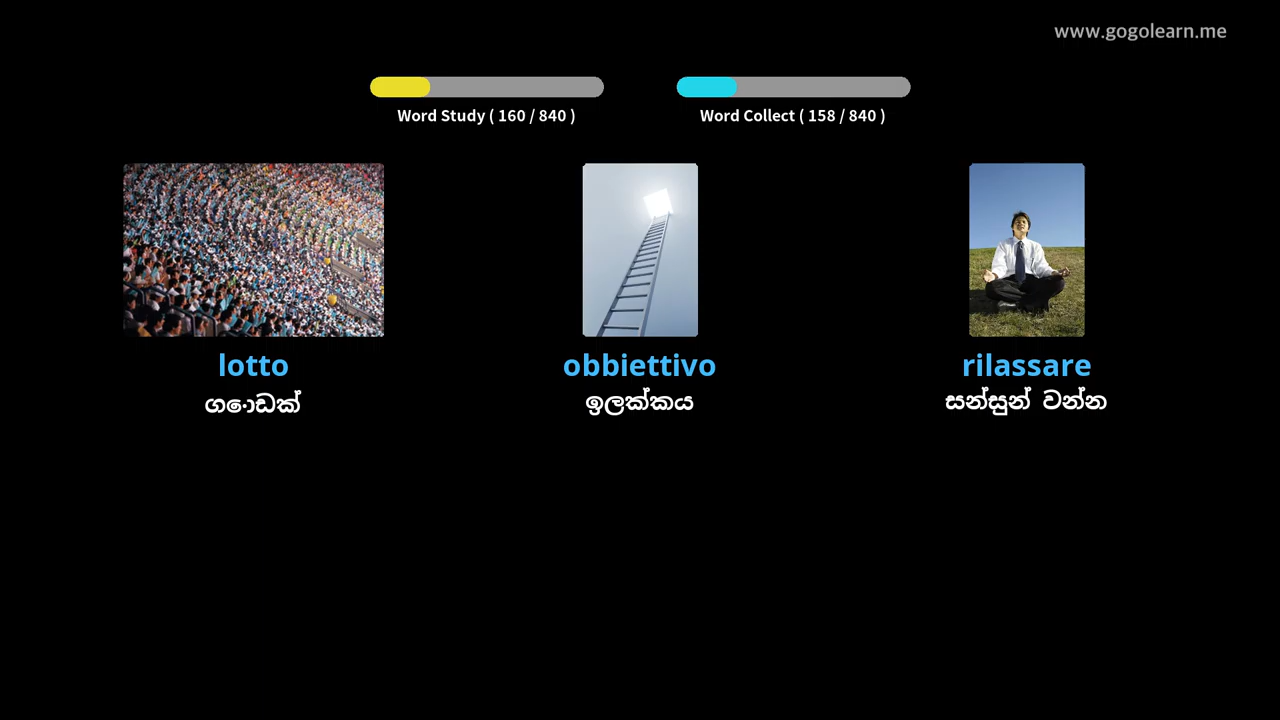 www.gogolearn.me
Word Study ( 160 / 840 )
Word Collect ( 158 / 840 )
lotto
obbiettivo
rilassare
ගොඩක්
ඉලක්කය
සන්සුන් වන්න